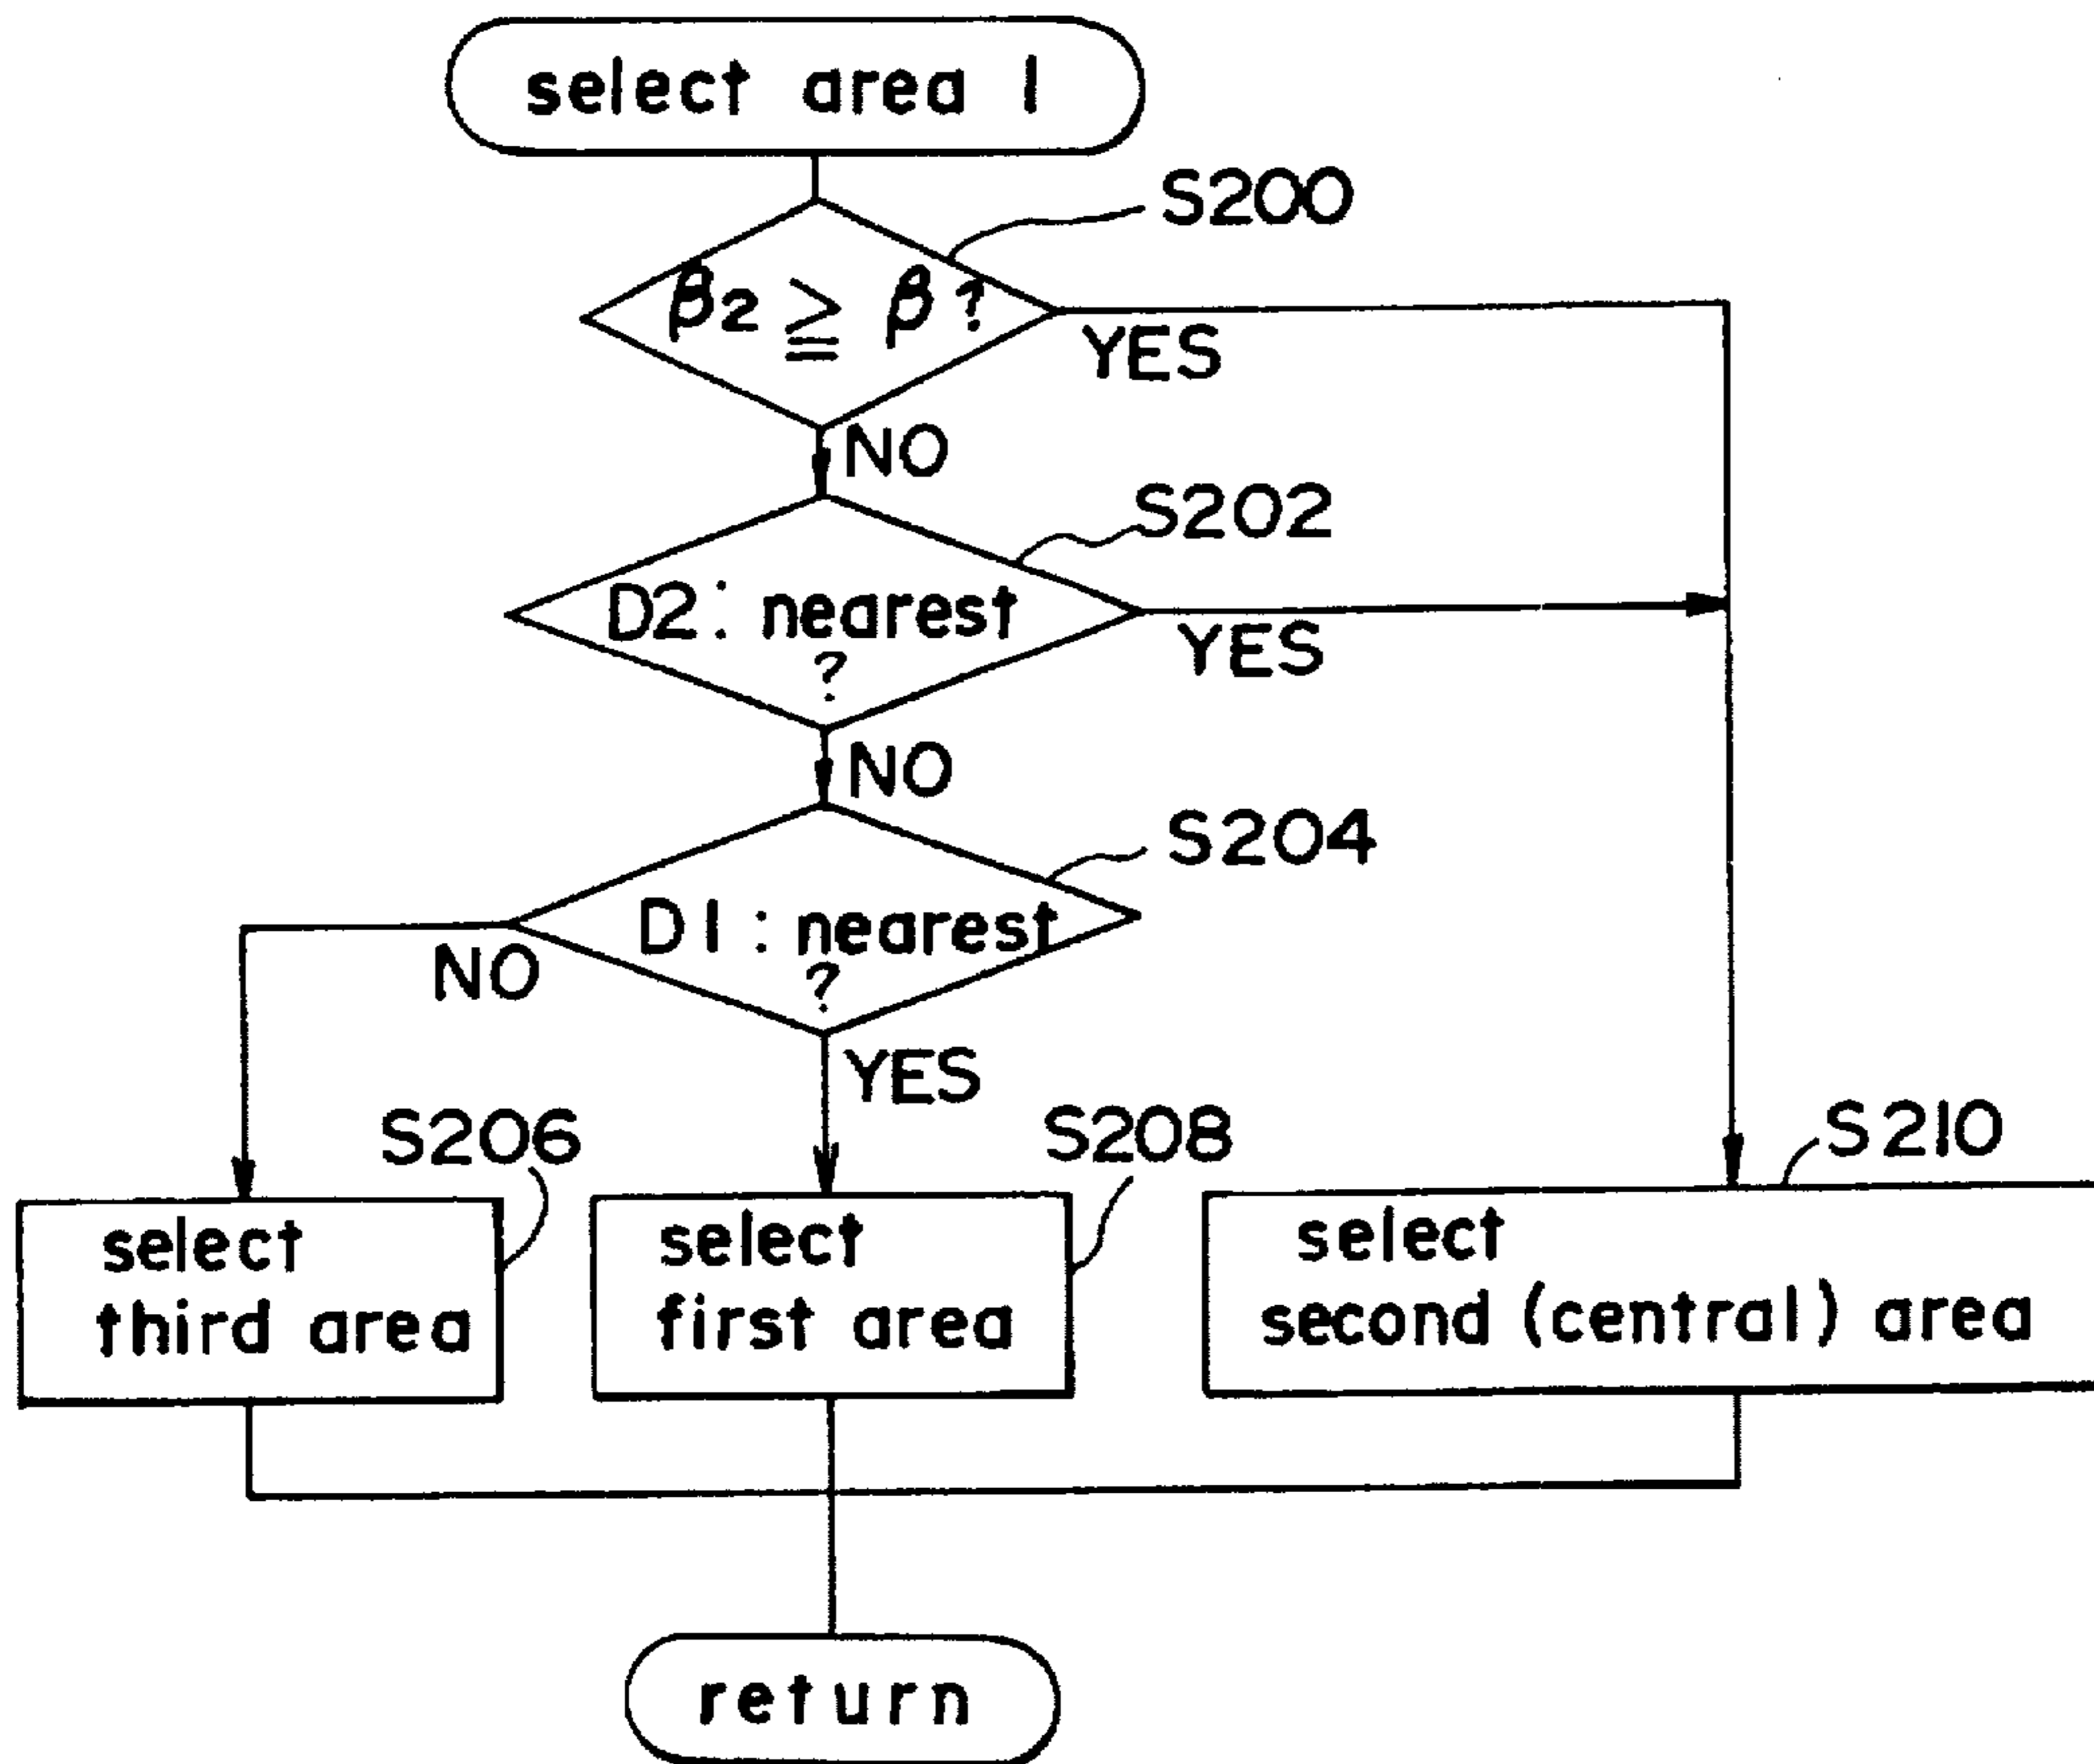 select area 1
S200
β2 ≧ β ?
YES
NO
S202
D2: nearest
?
YES
NO
S204
D1: nearest
?
NO
YES
S206
S208
S210
select
third area
select
first area
select
second (central) area
return